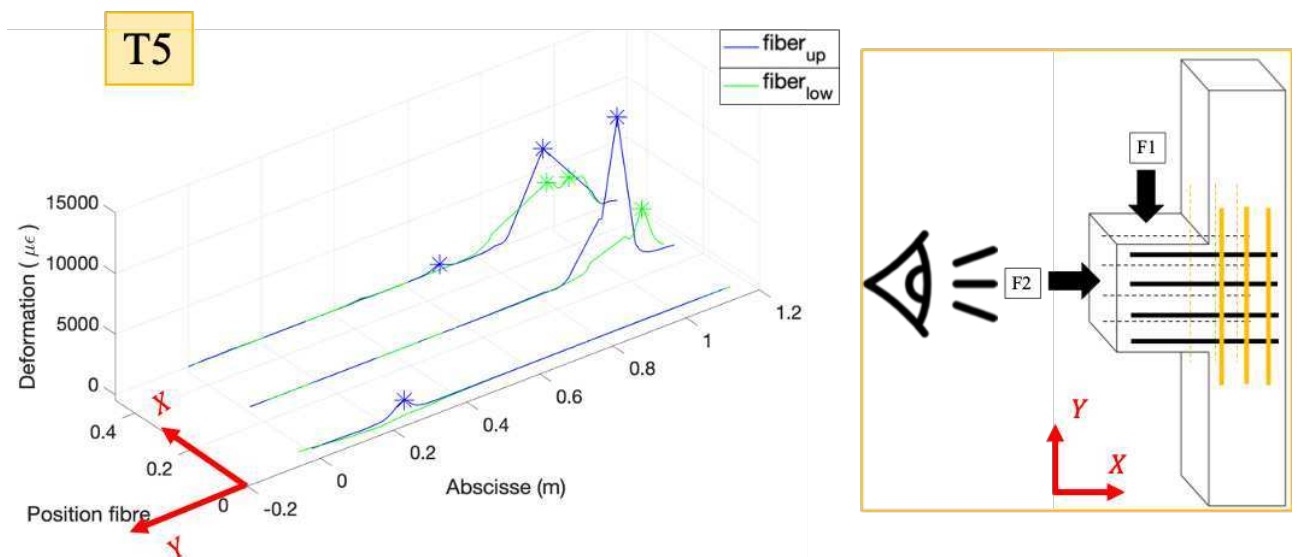 T5
fiber_up
fiber_low
Deformation ( με)
15000
10000
5000
0
0.4
0.2
0
Position fibre
-0.2
0
0.2
0.4
0.6
0.8
1
1.2
Abscisse (m)
X
Y
F1
F2
Y
X